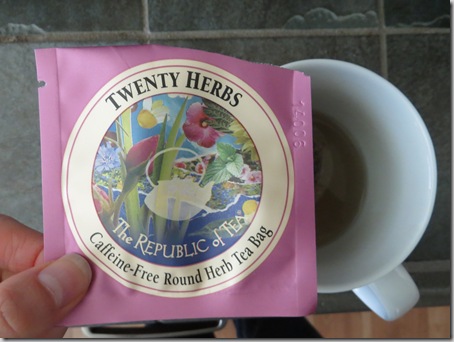 TWENTY HERBS
The REPUBLIC of TEA
Caffeine-Free Round Herb Tea Bag